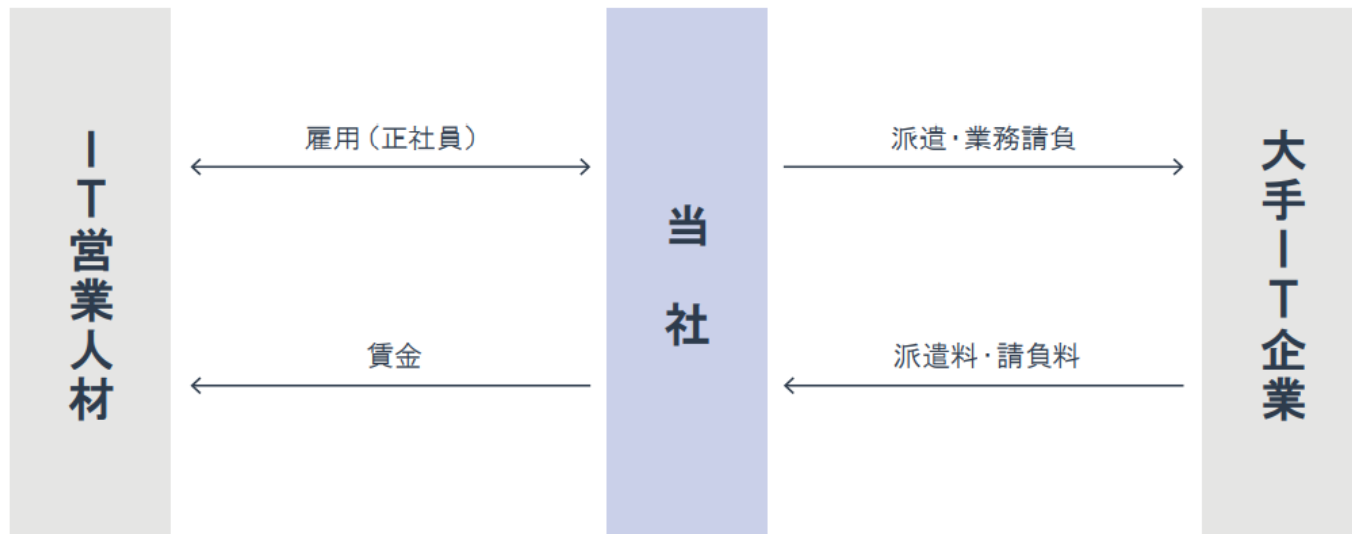 IT営業人材
雇用（正社員）
賃金
当社
派遣・業務請負
派遣料・請負料
大手IT企業